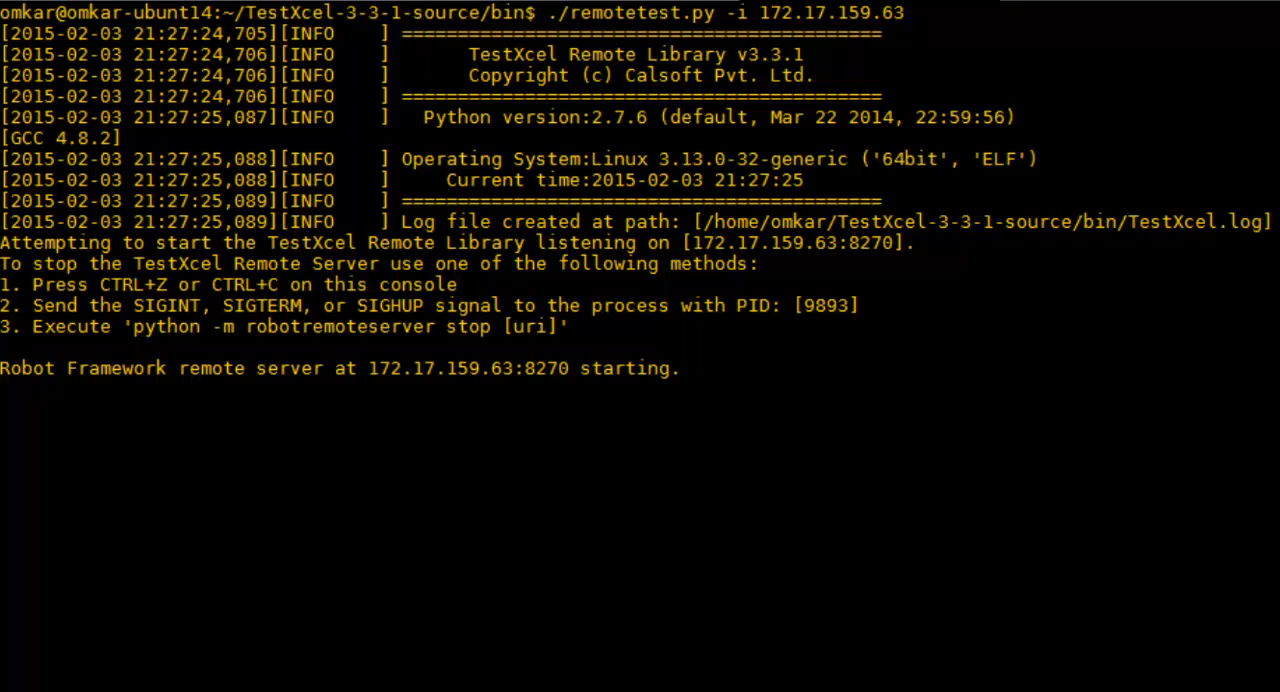 omkar@omkar-ubunt14:~/TestXcel-3-3-1-source/bin$ ./remotetest.py -i 172.17.159.63
[2015-02-03 21:27:24,705][INFO    ] ===========================================
[2015-02-03 21:27:24,706][INFO    ]       TestXcel Remote Library v3.3.1
[2015-02-03 21:27:24,706][INFO    ]       Copyright (c) Calsoft Pvt. Ltd.
[2015-02-03 21:27:24,706][INFO    ] ===========================================
[2015-02-03 21:27:25,087][INFO    ]   Python version:2.7.6 (default, Mar 22 2014, 22:59:56)
[GCC 4.8.2]
[2015-02-03 21:27:25,088][INFO    ] Operating System:Linux 3.13.0-32-generic ('64bit', 'ELF')
[2015-02-03 21:27:25,088][INFO    ]     Current time:2015-02-03 21:27:25
[2015-02-03 21:27:25,089][INFO    ] ===========================================
[2015-02-03 21:27:25,089][INFO    ] Log file created at path: [/home/omkar/TestXcel-3-3-1-source/bin/TestXcel.log]
Attempting to start the TestXcel Remote Library listening on [172.17.159.63:8270].
To stop the TestXcel Remote Server use one of the following methods:
1. Press CTRL+Z or CTRL+C on this console
2. Send the SIGINT, SIGTERM, or SIGHUP signal to the process with PID: [9893]
3. Execute 'python -m robotremoteserver stop [uri]'

Robot Framework remote server at 172.17.159.63:8270 starting.